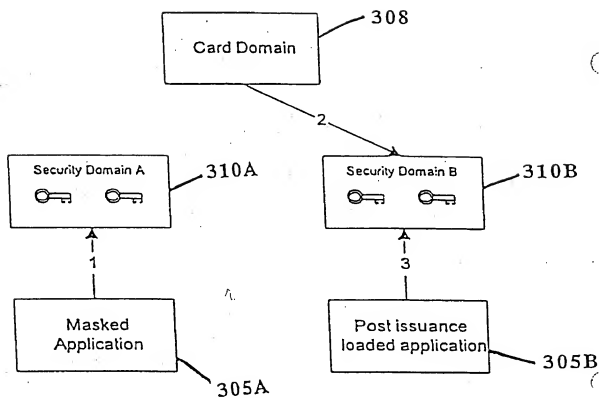 308
Card Domain
2
Security Domain A
310A
Security Domain B
310B
1
3
Masked
Application
Post issuance
loaded application
305A
305B